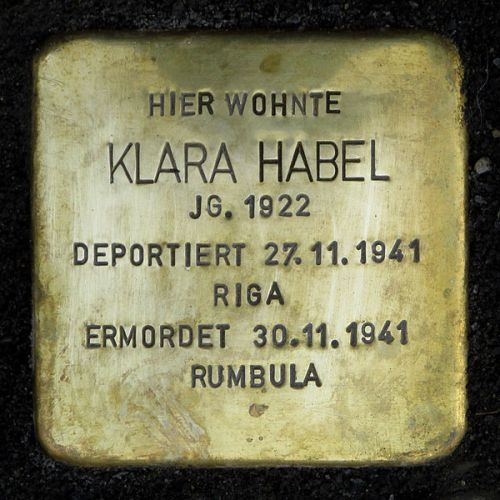 HIER WOHNTE
KLARA HABEL
JG. 1922
DEPORTIERT 27.11.1941
RIGA
ERMORDET 30.11.1941
RUMBULA